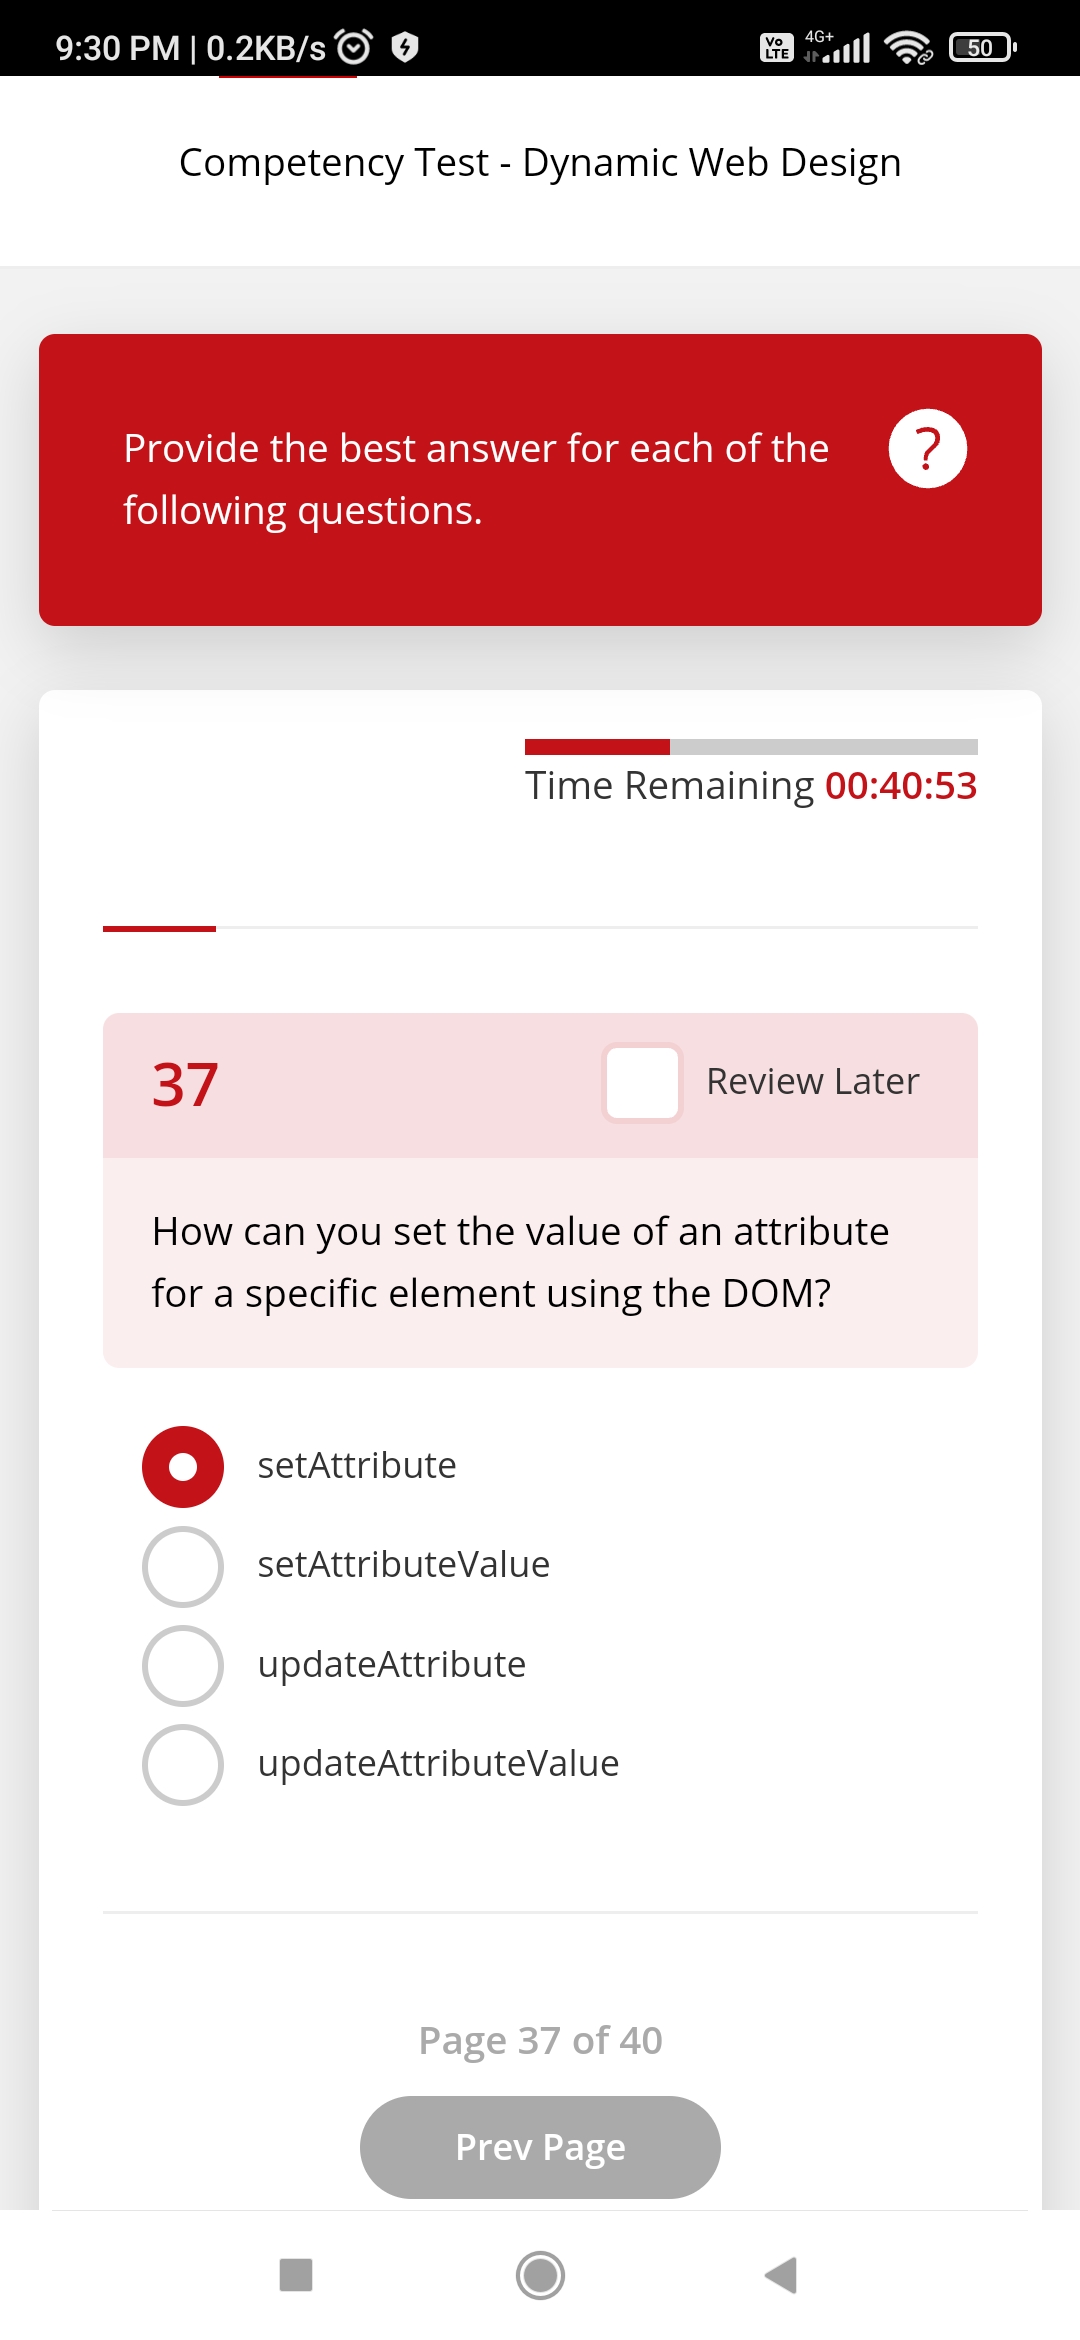 9:30 PM | 0.2KB/s
Vo LTE 4G+ 50
Competency Test - Dynamic Web Design
Provide the best answer for each of the
following questions.
?
Time Remaining 00:40:53
37
Review Later
How can you set the value of an attribute
for a specific element using the DOM?
setAttribute
setAttributeValue
updateAttribute
updateAttributeValue
Page 37 of 40
Prev Page